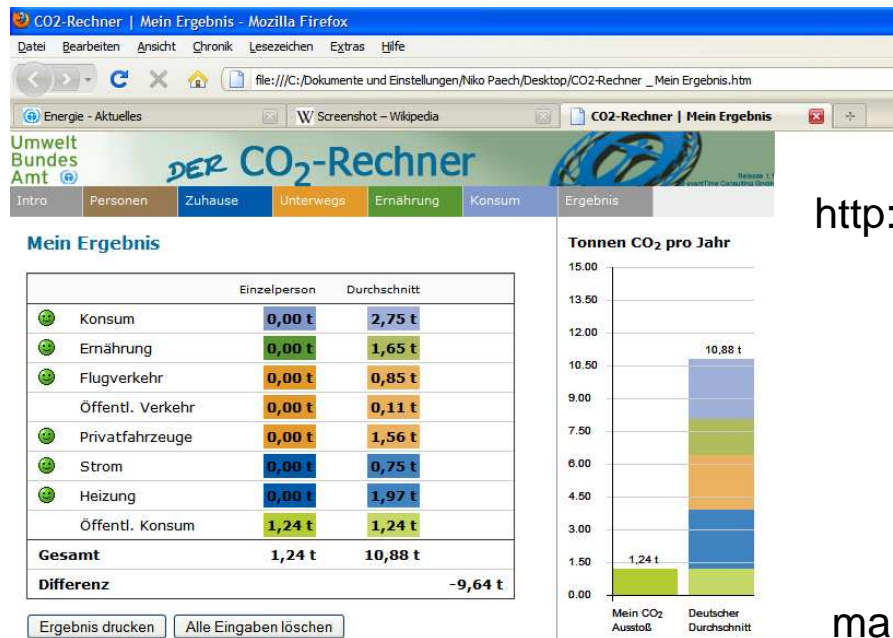 CO2-Rechner | Mein Ergebnis - Mozilla Firefox
Datei Bearbeiten Ansicht Chronik Lesezeichen Extras Hilfe
file:///C:/Dokumente und Einstellungen/Niko Paech/Desktop/CO2-Rechner _ Mein Ergebnis.htm
Energie - Aktuelles W Screenshot – Wikipedia CO2-Rechner | Mein Ergebnis
Umwelt
Bundes
Amt
DER CO2-Rechner
Release 1.
eventTime Consulting GmbH
Intro Personen Zuhause Unterwegs Ernährung Konsum Ergebnis
http:
Mein Ergebnis
Einzelperson Durchschnitt
Konsum 0,00 t 2,75 t
Ernährung 0,00 t 1,65 t
Flugverkehr 0,00 t 0,85 t
Öffentl. Verkehr 0,00 t 0,11 t
Privatfahrzeuge 0,00 t 1,56 t
Strom 0,00 t 0,75 t
Heizung 0,00 t 1,97 t
Öffentl. Konsum 1,24 t 1,24 t
Gesamt 1,24 t 10,88 t
Differenz -9,64 t
Ergebnis drucken Alle Eingaben löschen
Tonnen CO2 pro Jahr
15.00
13.50
12.00
10,88 t
10.50
9.00
7.50
6.00
4.50
3.00
1.50
1,24 t
0.00
Mein CO2 Deutscher
Ausstoß Durchschnitt
ma